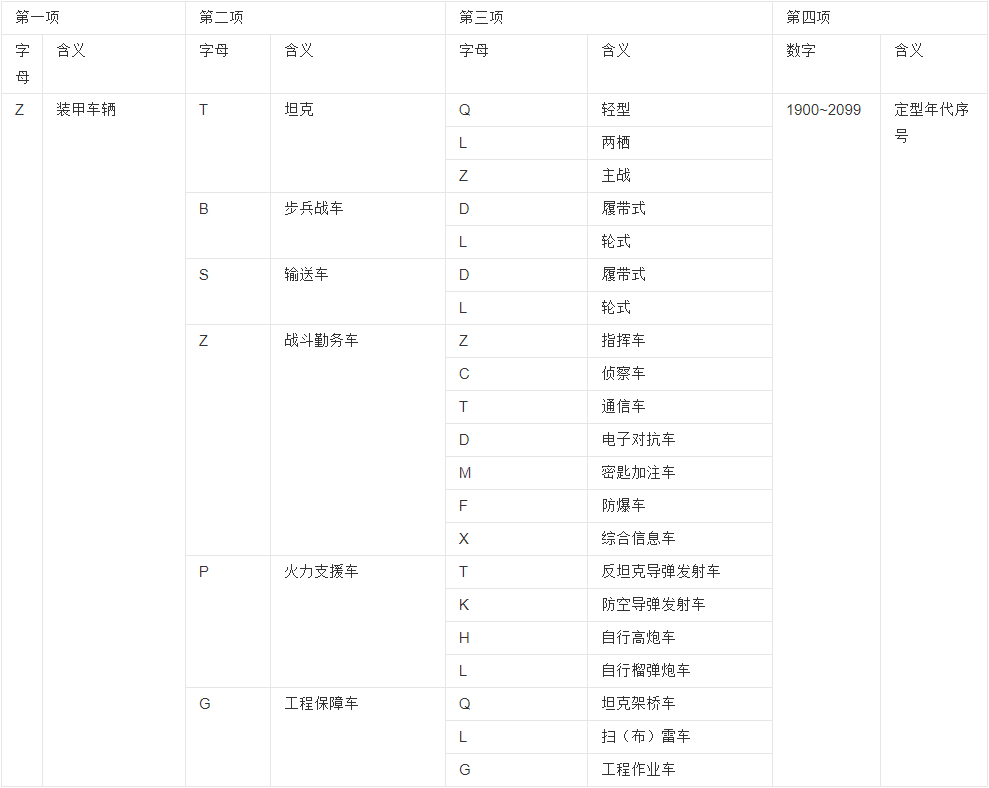 第一项 第二项 第三项 第四项
字母 含义 字母 含义 字母 含义 数字 含义
Z 装甲车辆 T 坦克 Q 轻型 1900~2099 定型年代序号
L 两栖
Z 主战
B 步兵战车 D 履带式
L 轮式
S 输送车 D 履带式
L 轮式
Z 战斗勤务车 Z 指挥车
C 侦察车
T 通信车
D 电子对抗车
M 密匙加注车
F 防爆车
X 综合信息车
P 火力支援车 T 反坦克导弹发射车
K 防空导弹发射车
H 自行高炮车
L 自行榴弹炮车
G 工程保障车 Q 坦克架桥车
L 扫（布）雷车
G 工程作业车